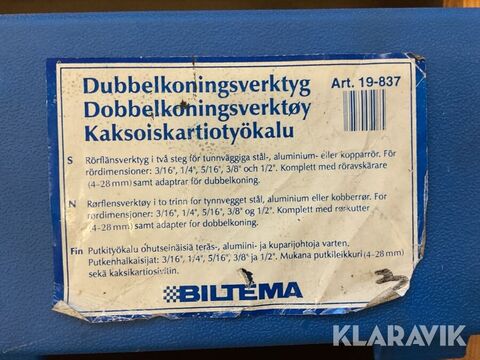 Dubbelkoningsverktyg Art. 19-837
Dobbelkoningsverktøy
Kaksoiskartiotyökalu
S Rörflänsverktyg i två steg för tunnväggiga stål-, aluminium- eller kopparrör. För
rördimensioner: 3/16", 1/4", 5/16", 3/8" och 1/2". Komplett med röravskärare
(4-28 mm) samt adaptrar för dubbelkoning.
N Rørflensverktøy i to trinn for tynnvegget stål, aluminium eller kobberrør. For
rørdimensjoner: 3/16", 1/4", 5/16", 3/8" og 1/2". Komplett med rørkutter
(4-28 mm) samt adapter for dobbelkoning.
Fin Putkityökalu ohutseinäisiä teräs-, alumiini- ja kuparijohtoja varten.
Putkenhalkaisijat: 3/16", 1/4", 5/16", 3/8" ja 1/2". Mukana putkileikkuri (4-28 mm)
sekä kaksikartiosivitin.
BILTEMA
KLARAVIK